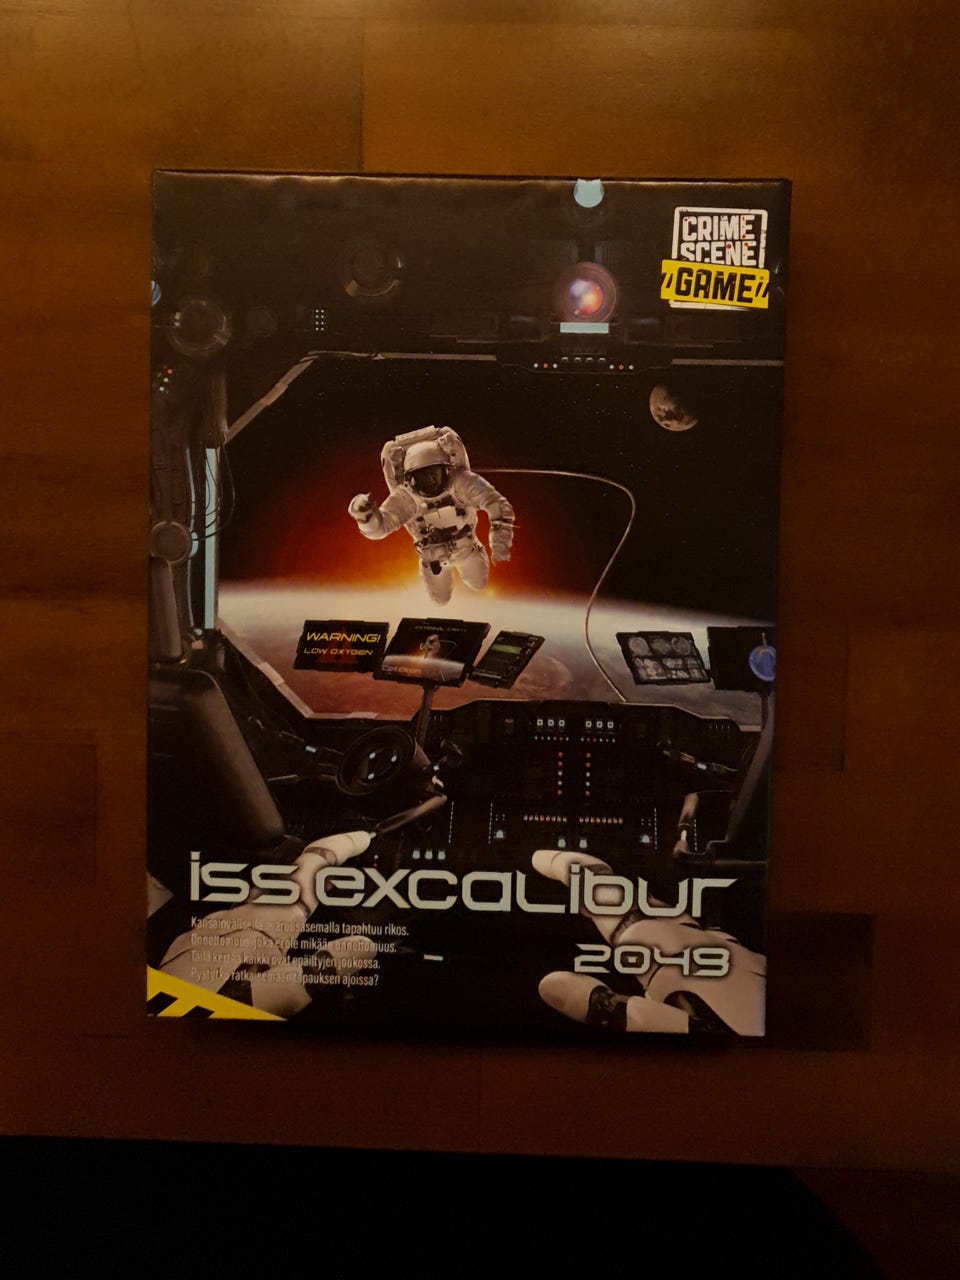 CRIME
SCENE
GAME
WARNING!
LOW OXYGEN
iss excalibur
Kansainvälisellä avaruusasemalla tapahtuu rikos.
Onnettomuus, joka ei ole mikään onnettomuus.
Tällä kertaa kaikki ovat epäiltyjen joukossa.
Pystytkö ratkaisemaan tapauksen ajoissa?
2049